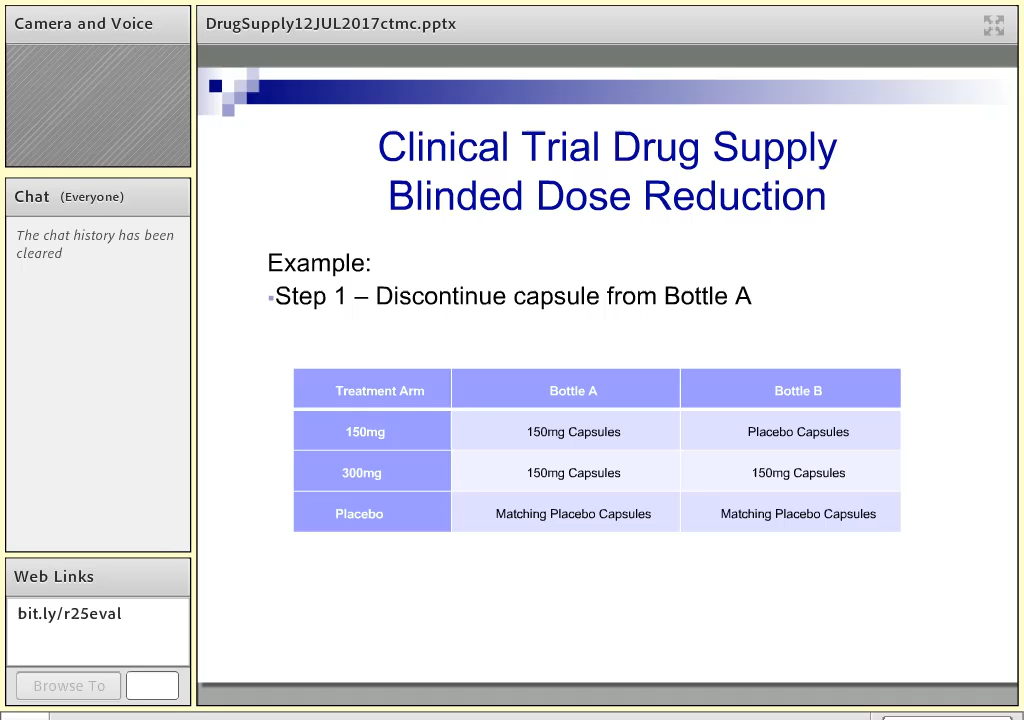 Camera and Voice
DrugSupply12JUL2017ctmc.pptx
Chat (Everyone)
The chat history has been
cleared
Clinical Trial Drug Supply
Blinded Dose Reduction
Example:
▪Step 1 – Discontinue capsule from Bottle A
Treatment Arm Bottle A Bottle B
150mg 150mg Capsules Placebo Capsules
300mg 150mg Capsules 150mg Capsules
Placebo Matching Placebo Capsules Matching Placebo Capsules
Web Links
bit.ly/r25eval
Browse To